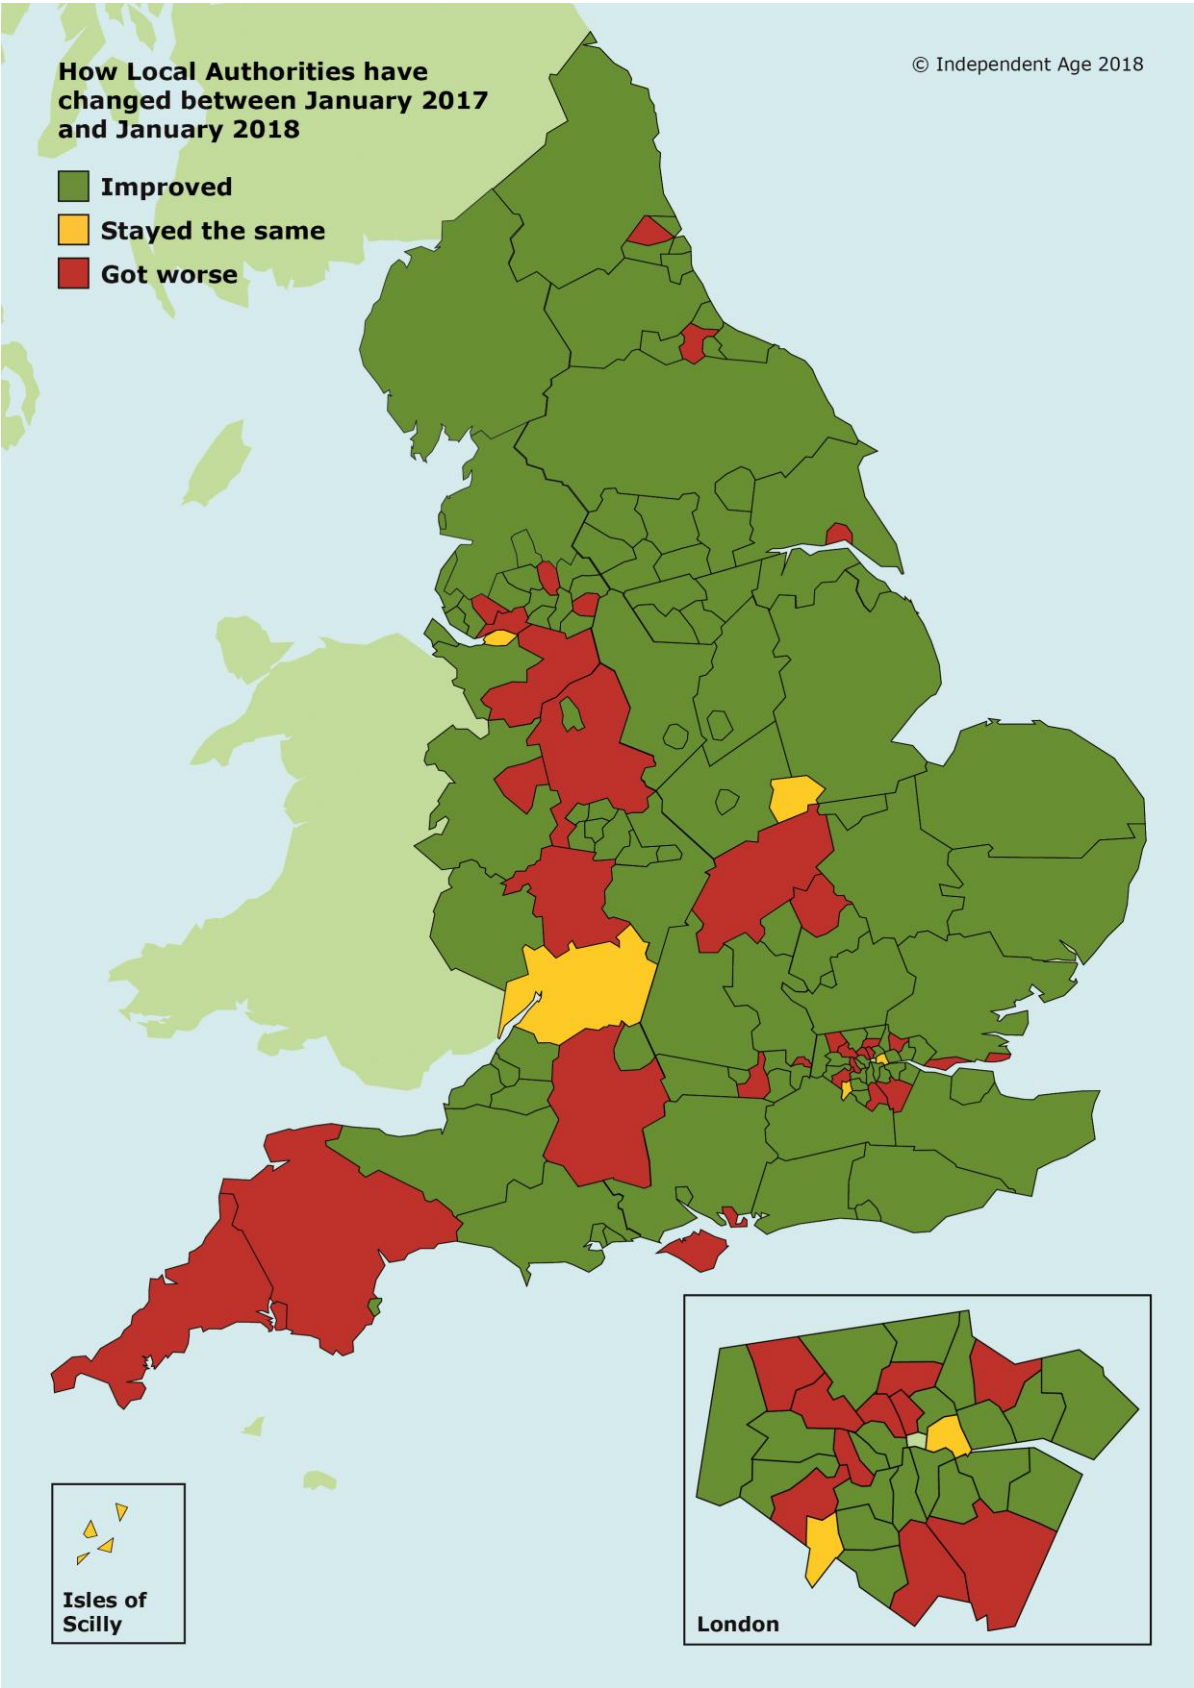 How Local Authorities have
changed between January 2017
and January 2018
© Independent Age 2018
Improved
Stayed the same
Got worse
Isles of
Scilly
London